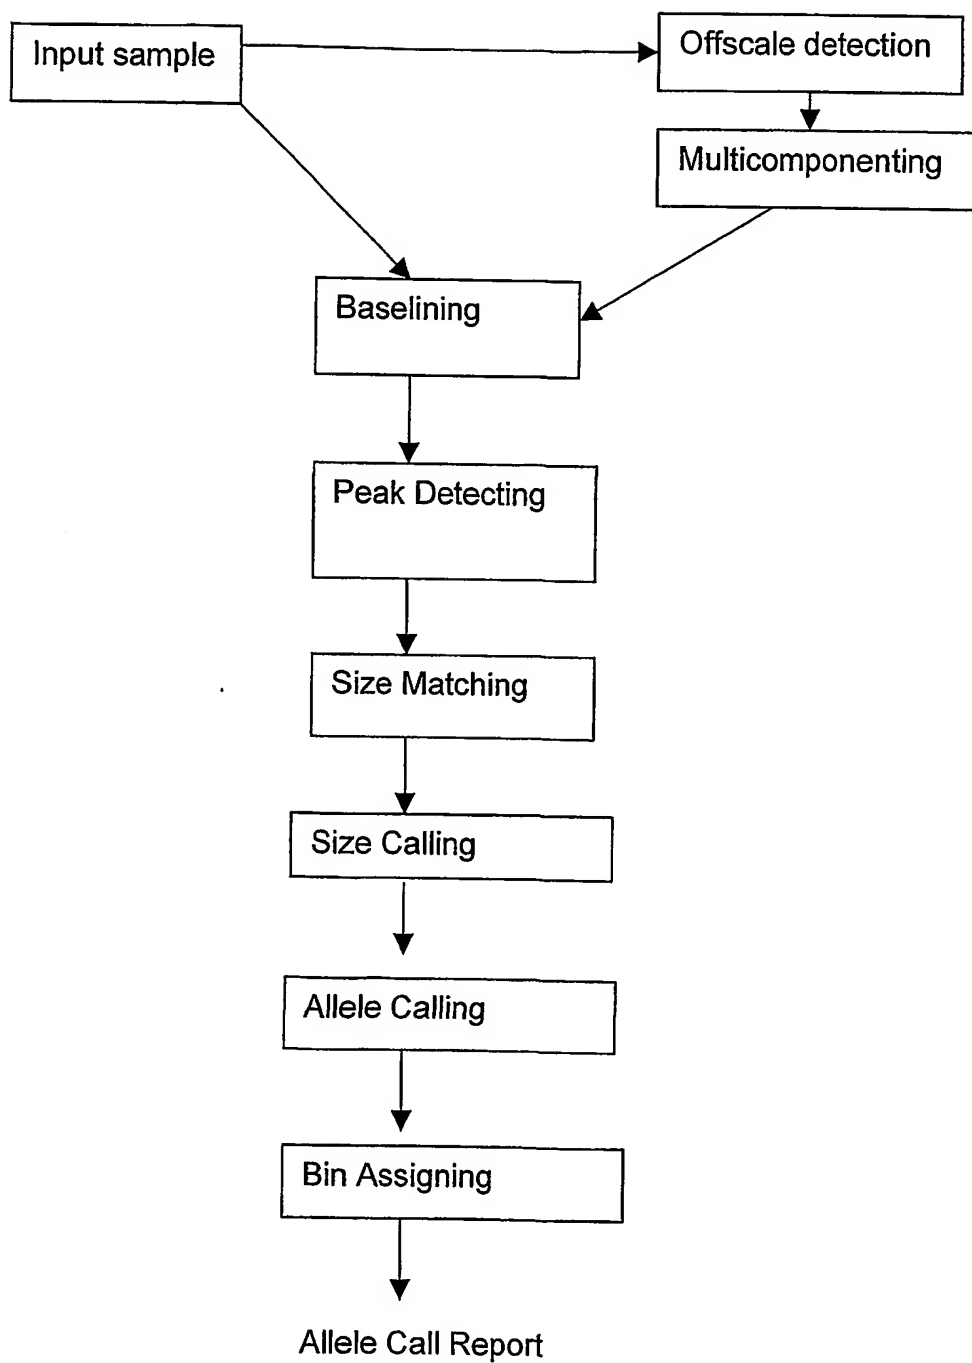 Input sample
Offscale detection
Multicomponenting
Baselining
Peak Detecting
Size Matching
Size Calling
Allele Calling
Bin Assigning
Allele Call Report